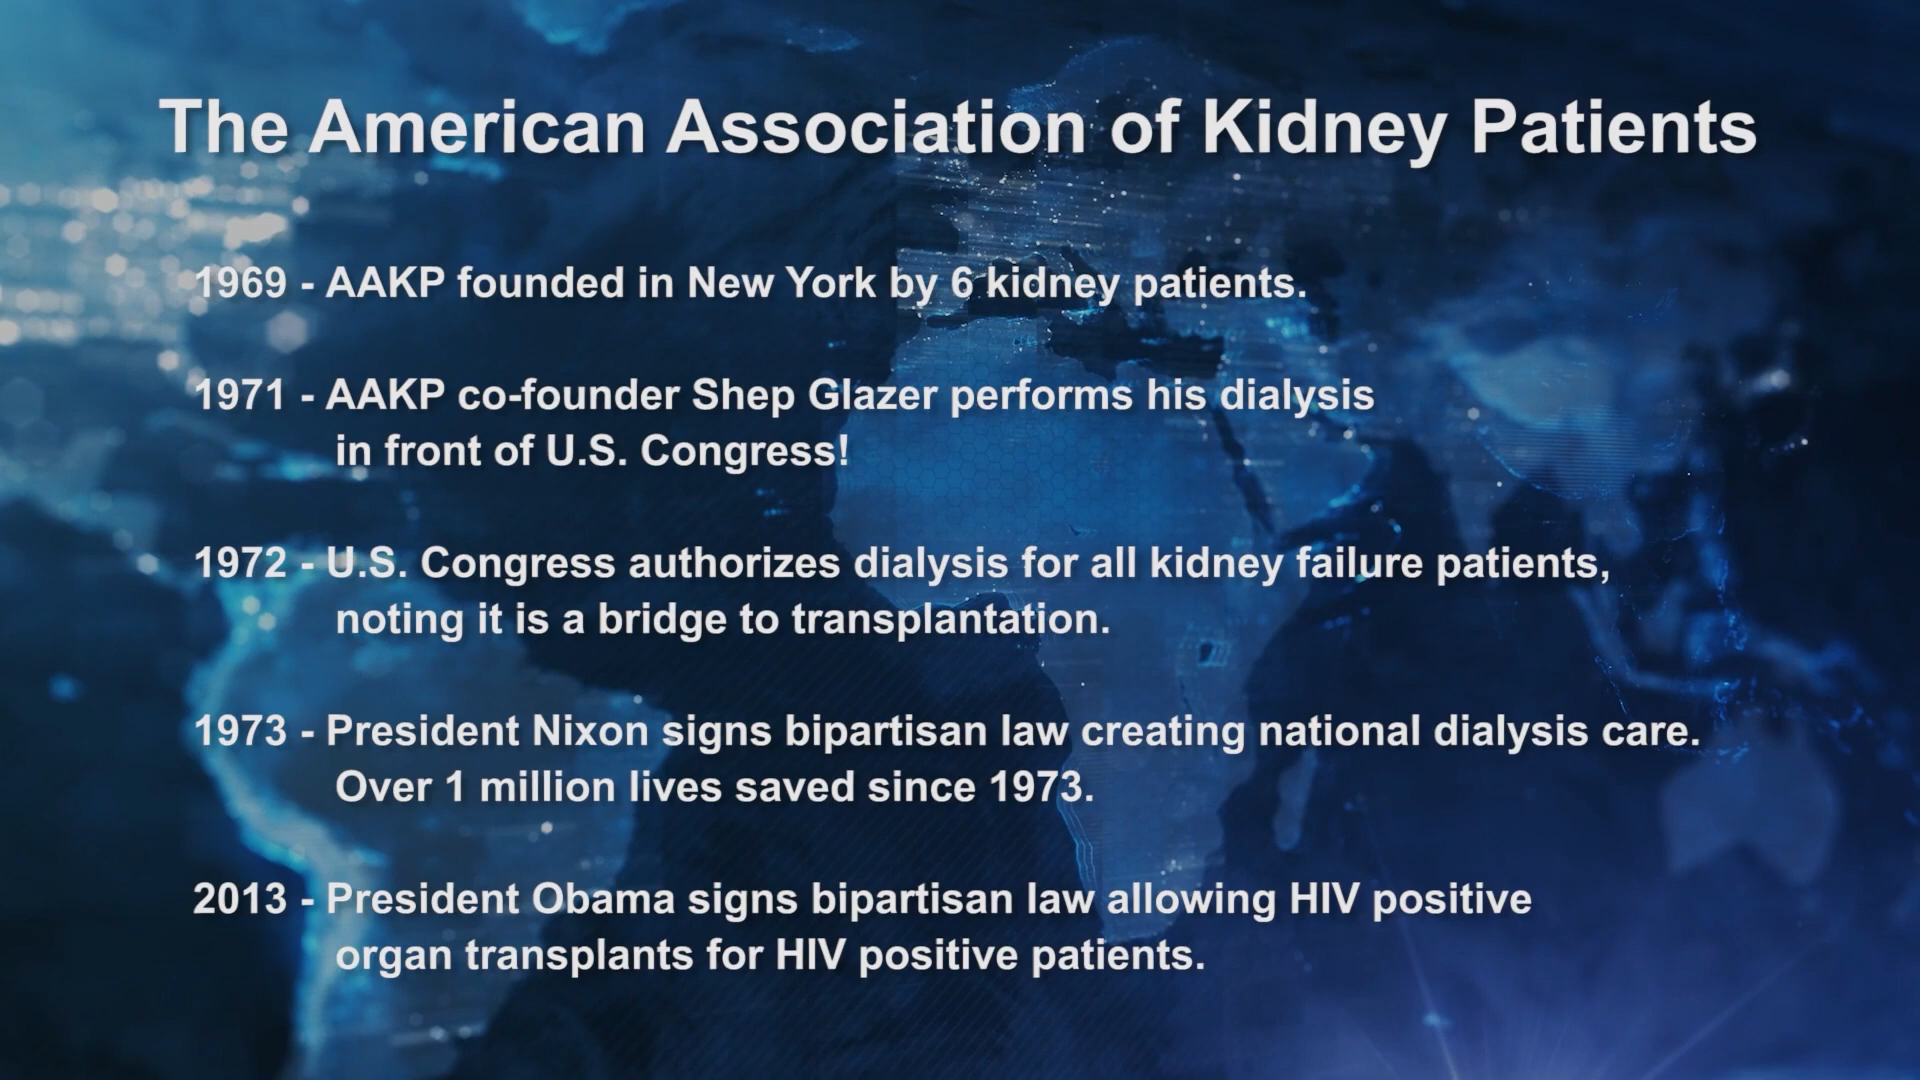 The American Association of Kidney Patients
1969 - AAKP founded in New York by 6 kidney patients.
1971 - AAKP co-founder Shep Glazer performs his dialysis
in front of U.S. Congress!
1972 - U.S. Congress authorizes dialysis for all kidney failure patients,
noting it is a bridge to transplantation.
1973 - President Nixon signs bipartisan law creating national dialysis care.
Over 1 million lives saved since 1973.
2013 - President Obama signs bipartisan law allowing HIV positive
organ transplants for HIV positive patients.